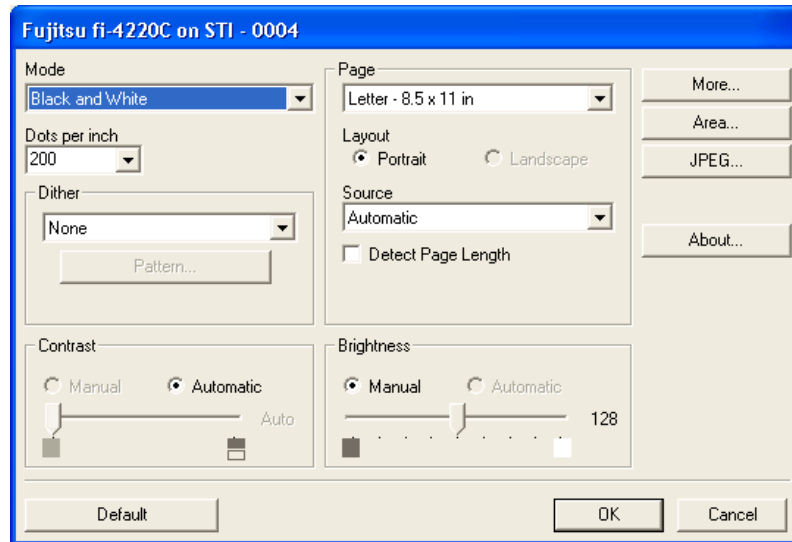 Fujitsu fi-4220C on STI - 0004
Mode
Black and White
Dots per inch
200
Dither
None
Pattern...
Page
Letter - 8.5 x 11 in
Layout
Portrait Landscape
Source
Automatic
Detect Page Length
More...
Area...
JPEG...
About...
Contrast
Manual Automatic
Auto
Brightness
Manual Automatic
128
Default OK Cancel